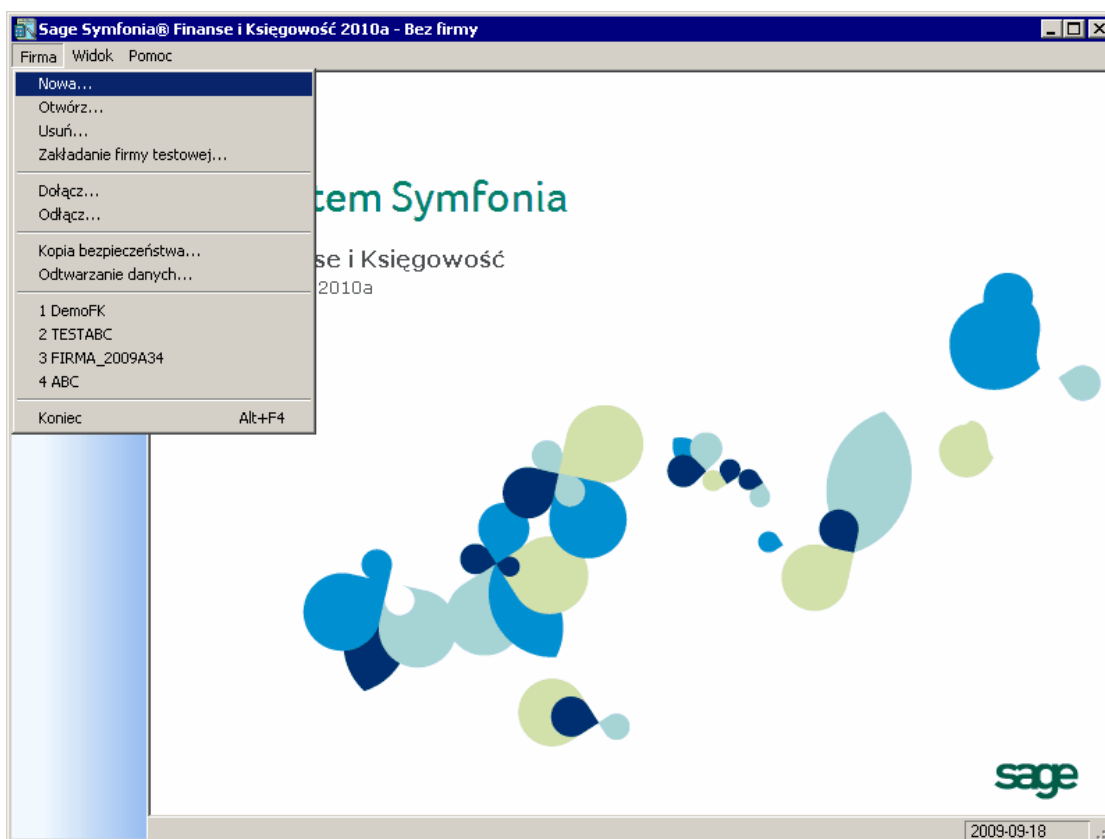 Sage Symfonia® Finanse i Księgowość 2010a - Bez firmy
Firma Widok Pomoc
Nowa...
Otwórz...
Usuń...
Zakładanie firmy testowej...
Dołącz...
Odłącz...
Kopia bezpieczeństwa...
Odtwarzanie danych...
1 DemoFK
2 TESTABC
3 FIRMA_2009A34
4 ABC
Koniec Alt+F4
tem Symfonia
se i Księgowość
2010a
sage
2009-09-18